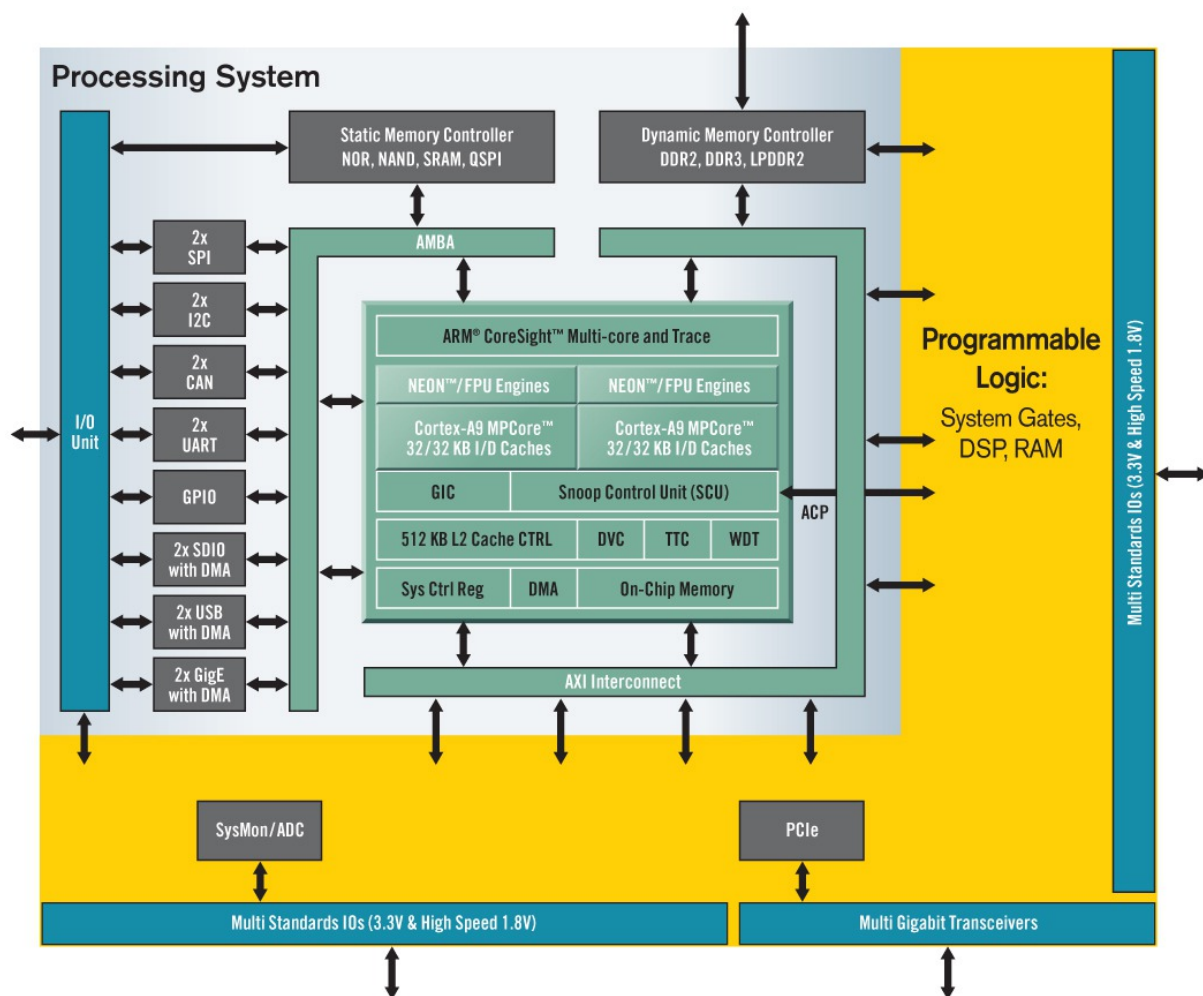 Processing System
Static Memory Controller
NOR, NAND, SRAM, QSPI
Dynamic Memory Controller
DDR2, DDR3, LPDDR2
I/O
Unit
2x
SPI
2x
I2C
2x
CAN
2x
UART
GPIO
2x SDIO
with DMA
2x USB
with DMA
2x GigE
with DMA
AMBA
ARM® CoreSight™ Multi-core and Trace
NEON™/FPU Engines
NEON™/FPU Engines
Cortex-A9 MPCore™
32/32 KB I/D Caches
Cortex-A9 MPCore™
32/32 KB I/D Caches
GIC
Snoop Control Unit (SCU)
ACP
512 KB L2 Cache CTRL
DVC
TTC
WDT
Sys Ctrl Reg
DMA
On-Chip Memory
AXI Interconnect
Programmable
Logic:
System Gates,
DSP, RAM
Multi Standards IOs (3.3V & High Speed 1.8V)
SysMon/ADC
PCIe
Multi Standards IOs (3.3V & High Speed 1.8V)
Multi Gigabit Transceivers